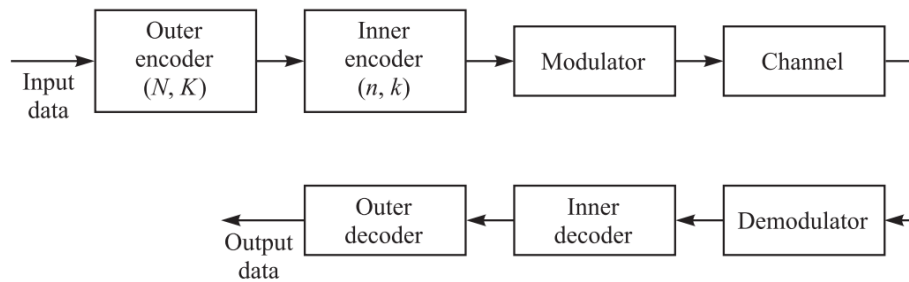 Outer
encoder
(N, K)
Inner
encoder
(n, k)
Modulator
Channel
Input
data
Outer
decoder
Inner
decoder
Demodulator
Output
data